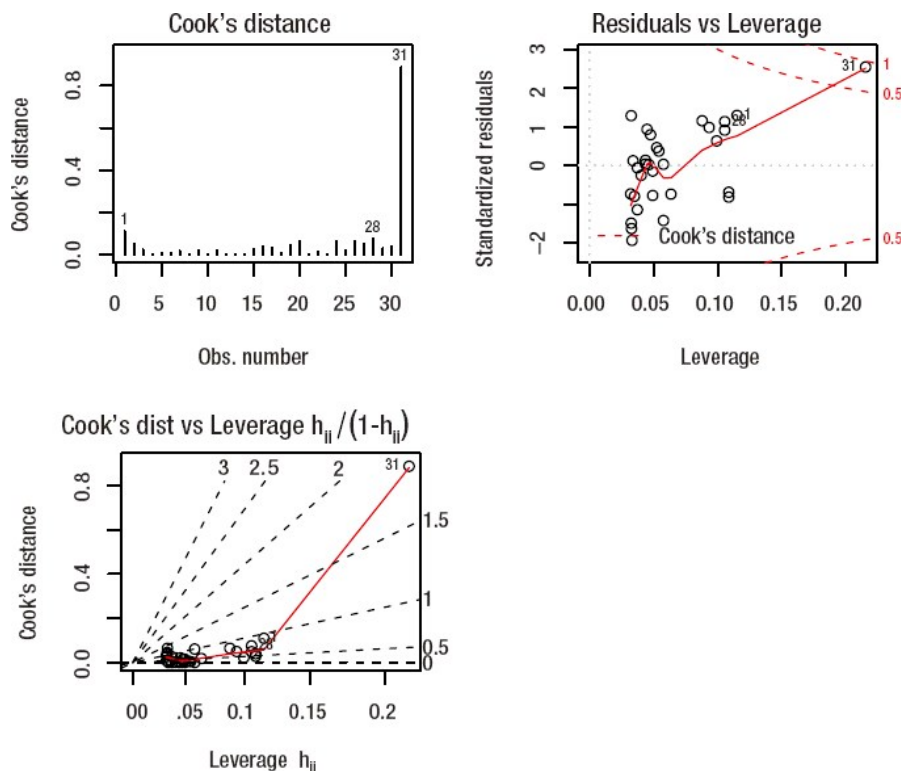 Cook's distance
Cook's distance
0.0 0.4 0.8
1
28
31
0 5 10 15 20 25 30
Obs. number
Residuals vs Leverage
Standardized residuals
−2 0 1 2 3
31
1
28
1
0.5
0.5
Cook's distance
0.00 0.05 0.10 0.15 0.20
Leverage
Cook's dist vs Leverage hii/(1-hii)
Cook's distance
0.0 0.4 0.8
3 2.5 2
31
1.5
1
0.5
0
00 .05 0.1 0.2
Leverage hii